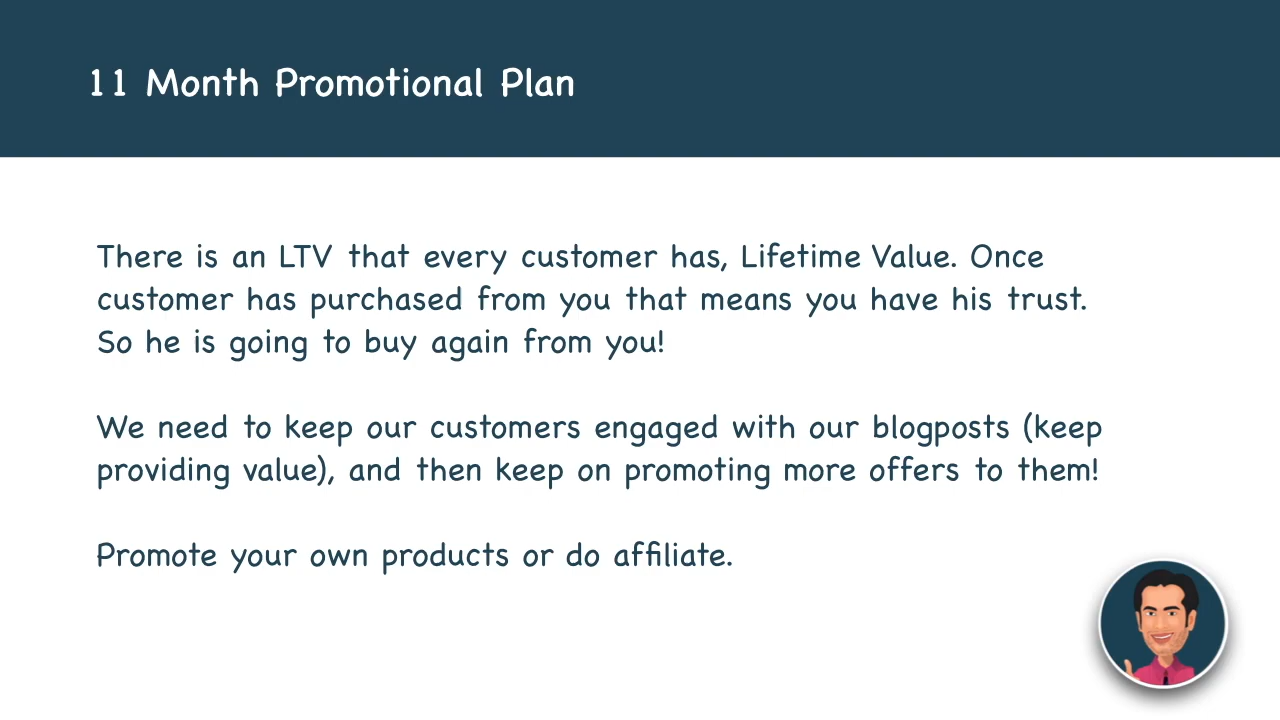 11 Month Promotional Plan
There is an LTV that every customer has, Lifetime Value. Once
customer has purchased from you that means you have his trust.
So he is going to buy again from you!
We need to keep our customers engaged with our blogposts (keep
providing value), and then keep on promoting more offers to them!
Promote your own products or do affiliate.